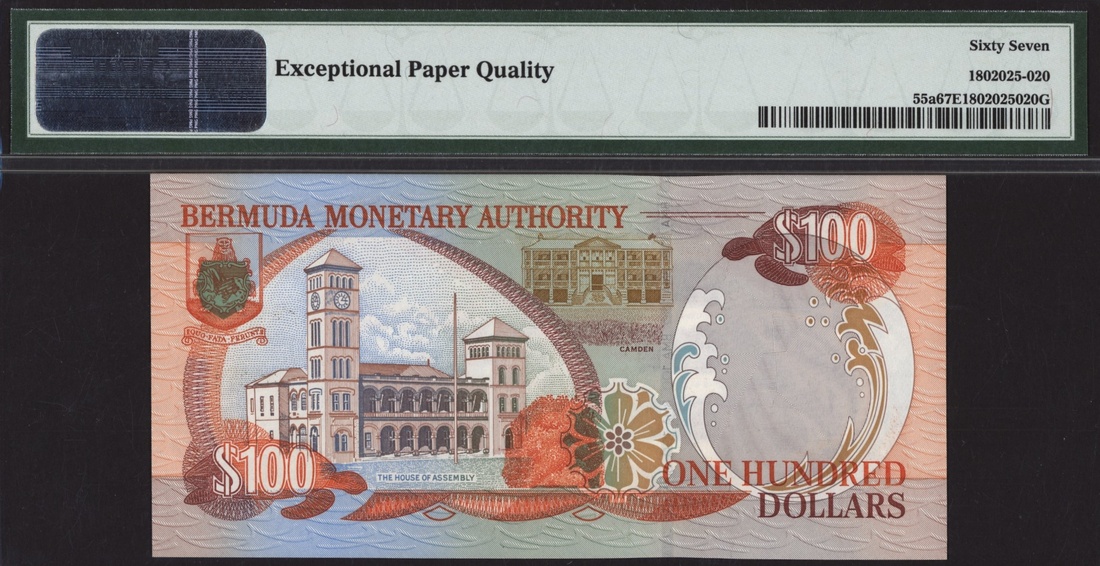 Exceptional Paper Quality
Sixty Seven
1802025-020
55a67E1802025020G
BERMUDA MONETARY AUTHORITY
$100
QUO·FATA·FERUNT
CAMDEN
$100
THE HOUSE OF ASSEMBLY
ONE HUNDRED
DOLLARS